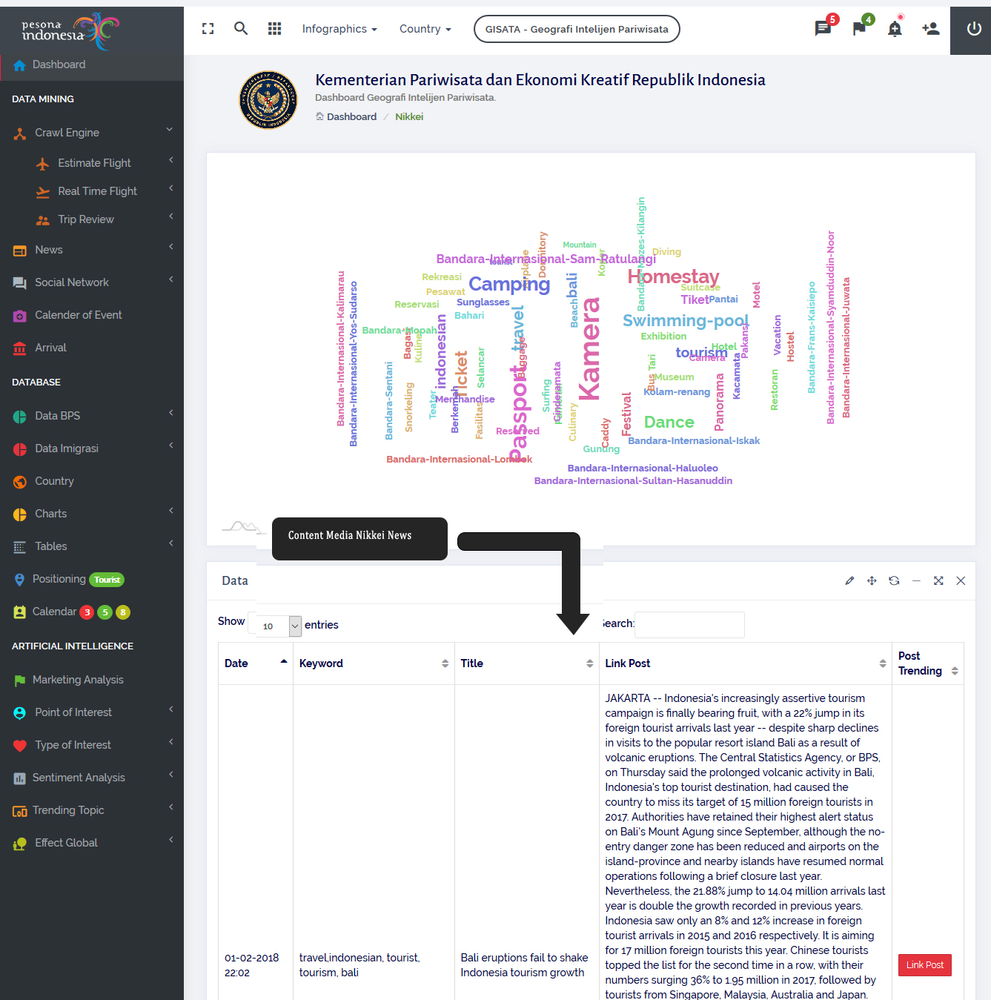 pesona
indonesia
Infographics
Country
GISATA - Geografi Intelijen Pariwisata
5
4
Dashboard
DATA MINING
Crawl Engine
Estimate Flight
Real Time Flight
Trip Review
News
Social Network
Calender of Event
Arrival
DATABASE
Data BPS
Data Imigrasi
Country
Charts
Tables
Positioning Tourist
Calendar 3 5 8
ARTIFICIAL INTELLIGENCE
Marketing Analysis
Point of Interest
Type of Interest
Sentiment Analysis
Trending Topic
Effect Global
Kementerian Pariwisata dan Ekonomi Kreatif Republik Indonesia
Dashboard Geografi Intelijen Pariwisata.
Dashboard / Nikkei
REPUBLIK INDONESIA
Bandara-Mozes-Kilangin
Mountain
Dormitory
Diving
Koper
Airplane
Bandara-Internasional-Sam-Ratulangi
tourist
Rekreasi
Camping
bali
Homestay
Suitcase
Pesawat
Sunglasses
Tiket
Pantai
Motel
Reservasi
Beach
Bahari
travel
Kamera
Swimming-pool
Bandara-Mopah
Bagasi
Kuliner
indonesian
Exhibition
Hotel
Pakansi
Vacation
Hostel
Bandara-Internasional-Kalimarau
Bandara-Internasional-Yos-Sudarso
Bandara-Frans-Kaisiepo
Bandara-Internasional-Syamduddin-Noor
Bandara-Internasional-Juwata
tourism
Camera
Baggage
Ticket
Selancar
Tari
Bus
Museum
Kacamata
Bandara-Sentani
Snorkeling
Teater
Merchandise
Berkemah
Fasilitas
Passport
Surfing
Cinderamata
Culinary
Kolam-renang
Panorama
Restoran
Festival
Caddy
Dance
Reserved
Gunung
Bandara-Internasional-Iskak
Bandara-Internasional-Lombok
Bandara-Internasional-Haluoleo
Bandara-Internasional-Sultan-Hasanuddin
Content Media Nikkei News
Data
Show 10 entries
Search:
Date
Keyword
Title
Link Post
Post
Trending
01-02-2018
22:02
travel,indonesian, tourist,
tourism, bali
Bali eruptions fail to shake
Indonesia tourism growth
JAKARTA -- Indonesia's increasingly assertive tourism
campaign is finally bearing fruit, with a 22% jump in its
foreign tourist arrivals last year -- despite sharp declines
in visits to the popular resort island Bali as a result of
volcanic eruptions. The Central Statistics Agency, or BPS,
on Thursday said the prolonged volcanic activity in Bali,
Indonesia's top tourist destination, had caused the
country to miss its target of 15 million foreign tourists in
2017. Authorities have retained their highest alert status
on Bali's Mount Agung since September, although the no-
entry danger zone has been reduced and airports on the
island-province and nearby islands have resumed normal
operations following a brief closure last year.
Nevertheless, the 21.88% jump to 14.04 million arrivals last
year is double the growth recorded in previous years.
Indonesia saw only an 8% and 12% increase in foreign
tourist arrivals in 2015 and 2016 respectively. It is aiming
for 17 million foreign tourists this year. Chinese tourists
topped the list for the second time in a row, with their
numbers surging 36% to 1.95 million in 2017, followed by
tourists from Singapore, Malaysia, Australia and Japan.
Link Post